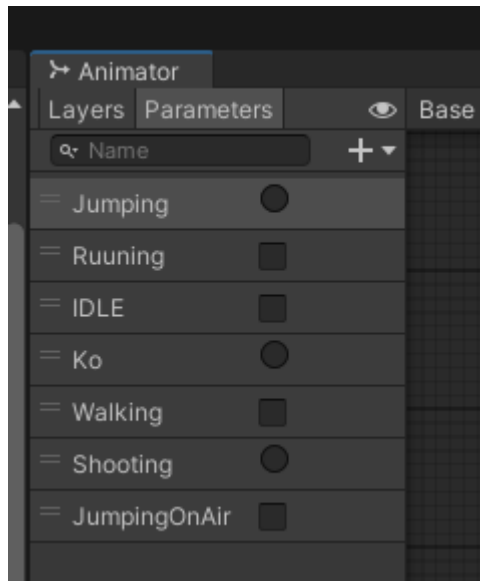 Animator
Layers Parameters Base
Name
Jumping
Ruuning
IDLE
Ko
Walking
Shooting
JumpingOnAir